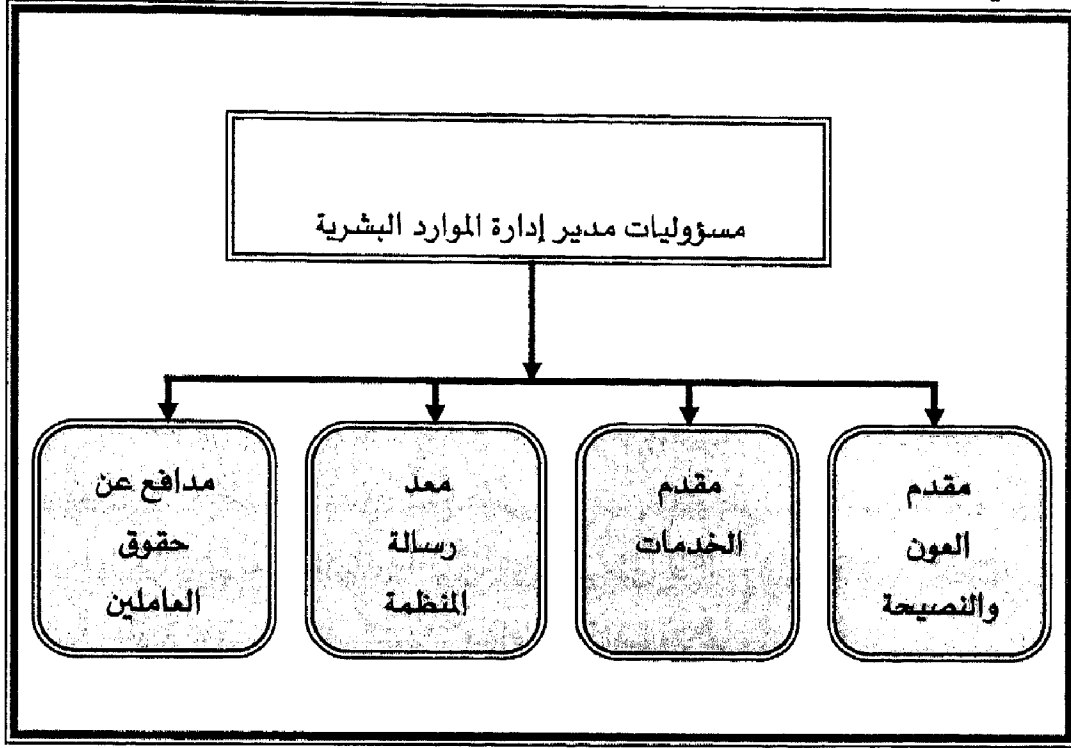 مسؤوليات مدير إدارة الموارد البشرية
مقدم
العون
والنصيحة
مقدم
الخدمات
معد
رسالة
المنظمة
مدافع عن
حقوق
العاملين